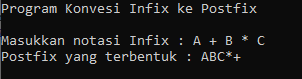 Program Konvesi Infix ke Postfix
Masukkan notasi Infix : A + B * C
Postfix yang terbentuk : ABC*+